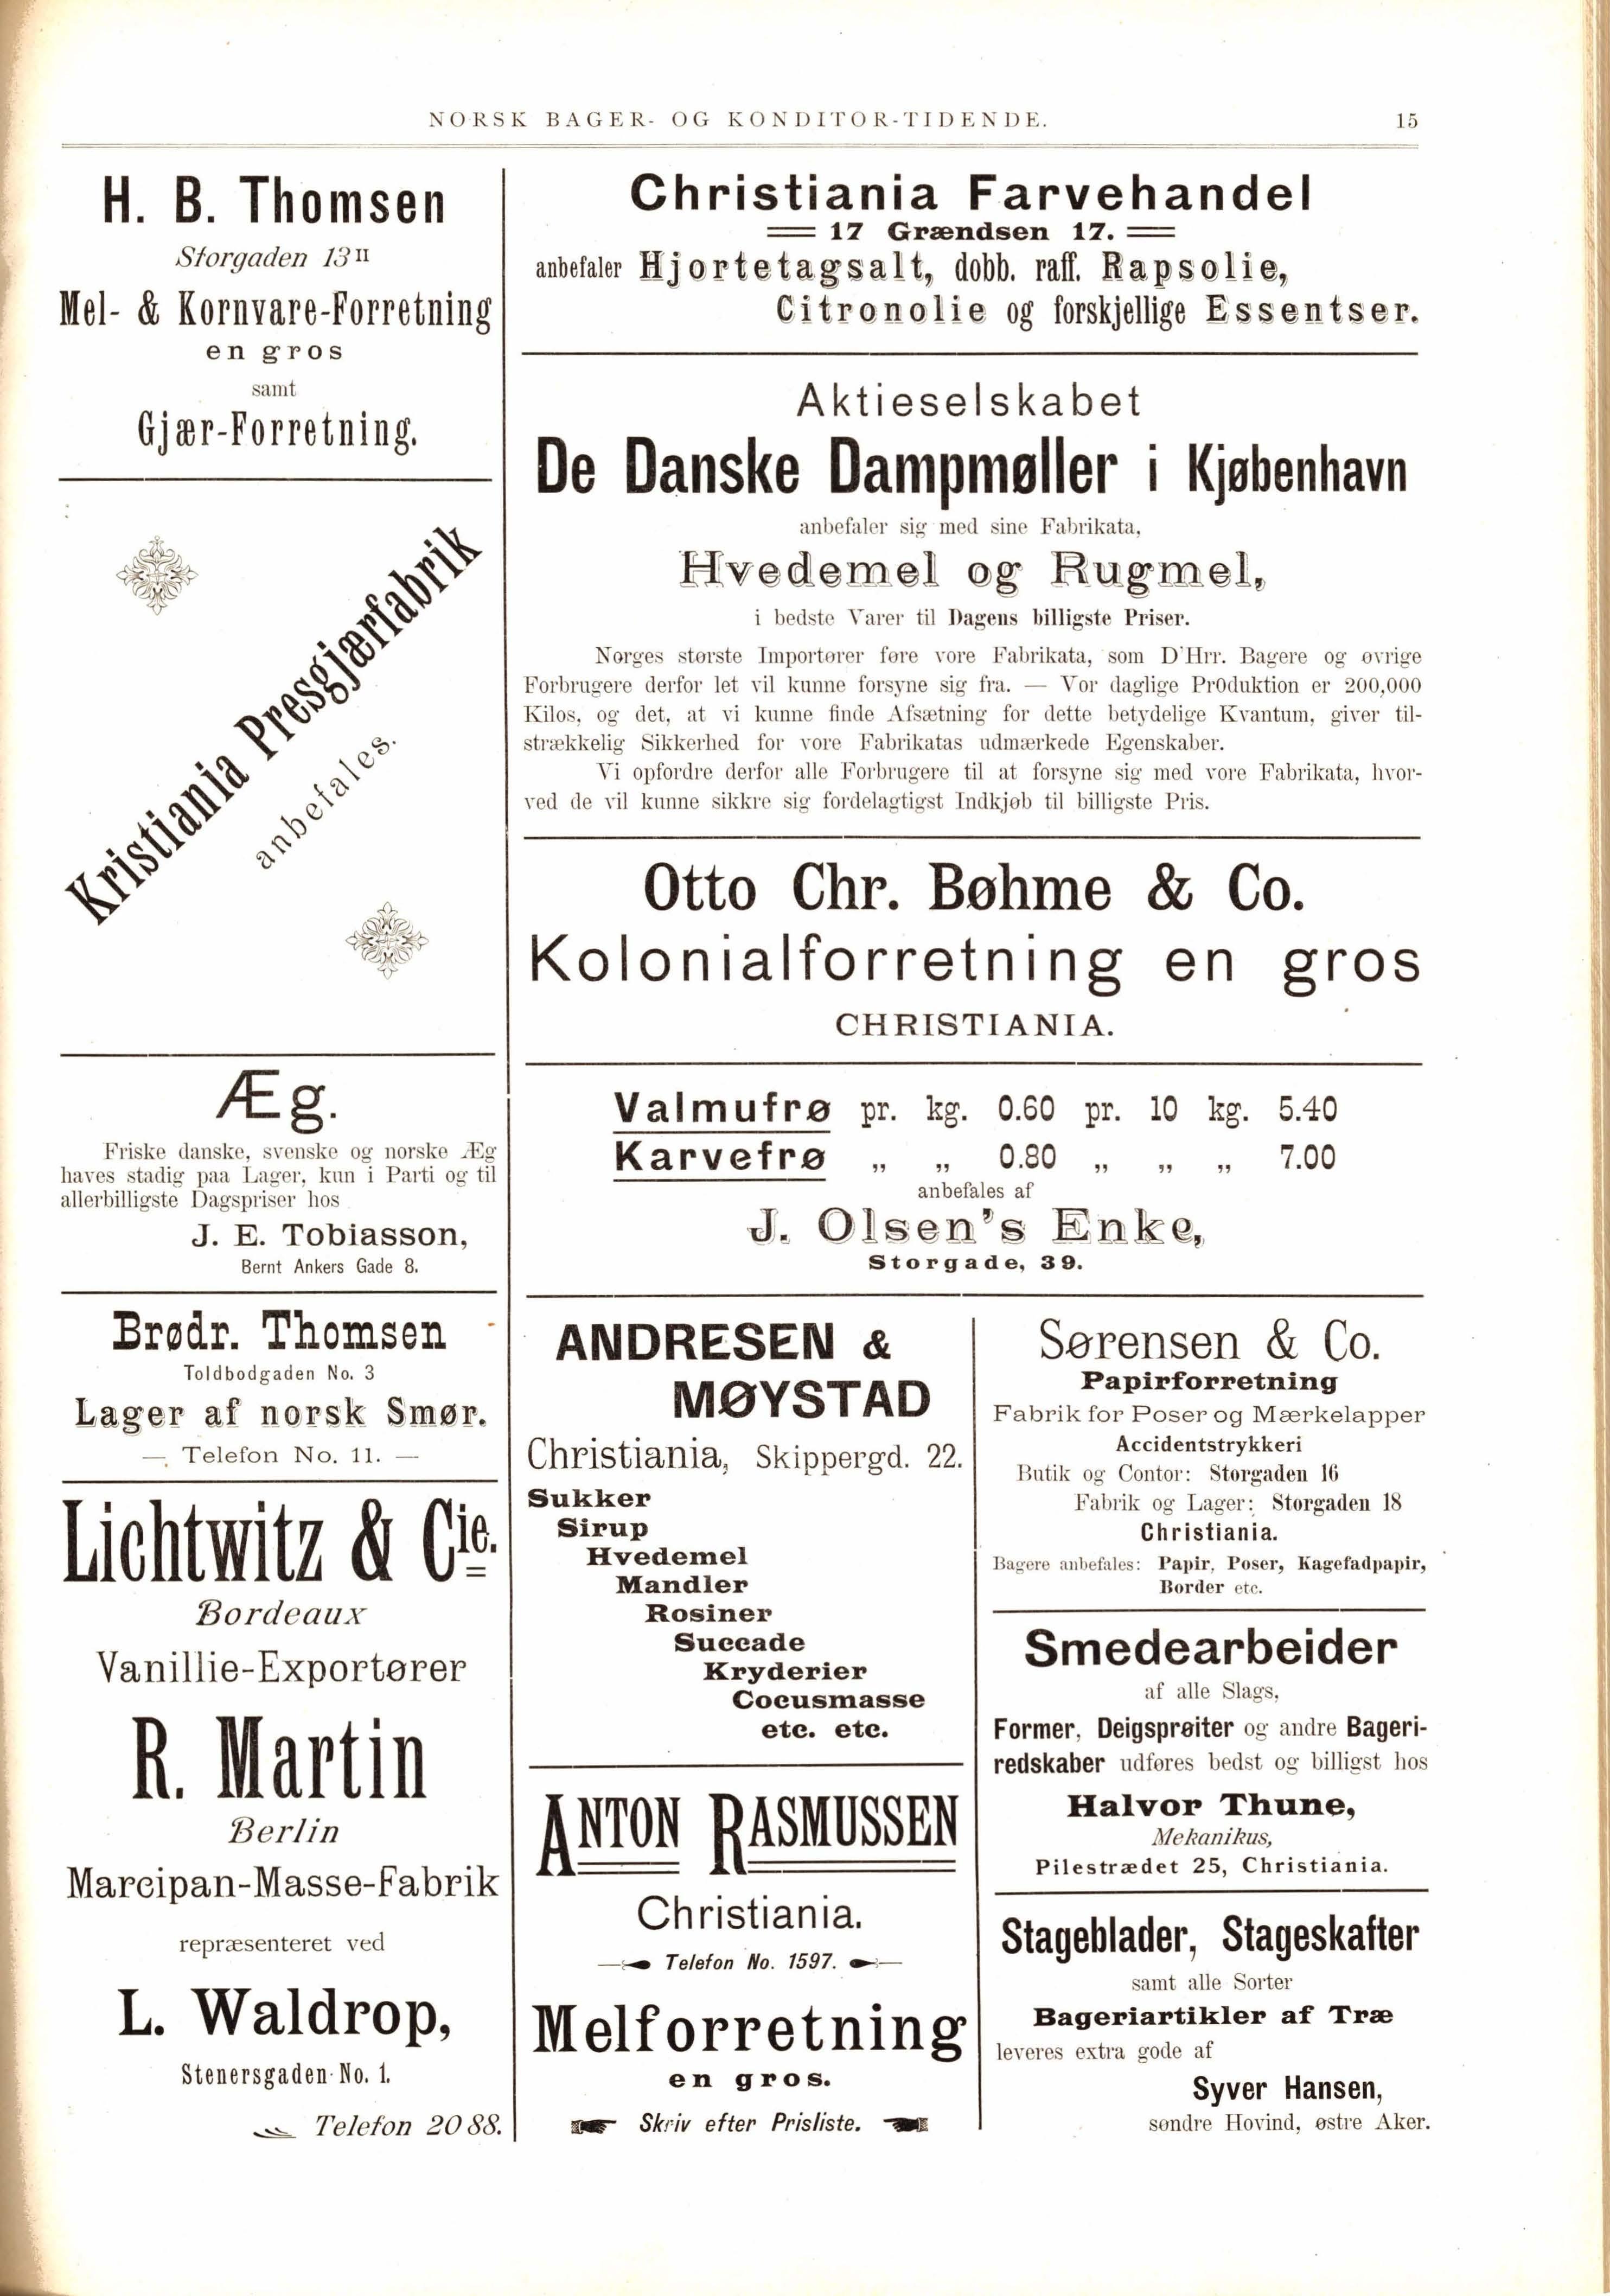 NORSK BAGER- OG KONDITOR-TIDENDE.
15
H. B. Thomsen
Storgaden 13 II
Mel- & Kornvare-Forretning
en gros
samt
Gjær-Forretning.
Kristiania Presgjærfabrik
anbefales.
Æg.
Friske danske, svenske og norske Æg
haves stadig paa Lager, kun i Parti og til
allerbilligste Dagspriser hos
J. E. Tobiasson,
Bernt Ankers Gade 8.
Brødr. Thomsen
Toldbodgaden No. 3
Lager af norsk Smør.
— Telefon No. 11. —
Lichtwitz & Cie.
Bordeaux
Vanillie-Exportører
R. Martin
Berlin
Marcipan-Masse-Fabrik
repræsenteret ved
L. Waldrop,
Stenersgaden No. 1.
Telefon 2088.
Christiania Farvehandel
17 Grændsen 17.
anbefaler Hjortetagsalt, dobb. raff. Rapsolie,
Citronolie og forskjellige Essentser.
Aktieselskabet
De Danske Dampmøller i Kjøbenhavn
anbefaler sig med sine Fabrikata,
Hvedemel og Rugmel,
i bedste Varer til Dagens billigste Priser.
Norges største Importører føre vore Fabrikata, som D'Hrr. Bagere og øvrige
Forbrugere derfor let vil kunne forsyne sig fra. — Vor daglige Pr0duktion er 200,000
Kilos, og det, at vi kunne finde Afsætning for dette betydelige Kvantum, giver til-
strækkelig Sikkerhed for vore Fabrikatas udmærkede Egenskaber.
Vi opfordre derfor alle Forbrugere til at forsyne sig med vore Fabrikata, hvor-
ved de vil kunne sikkre sig fordelagtigst Indkjøb til billigste Pris.
Otto Chr. Bøhme & Co.
Kolonialforretning en gros
CHRISTIANIA.
Valmufrø pr. kg. 0.60 pr. 10 kg. 5.40
Karvefrø „ „ 0.80 „ „ „ 7.00
anbefales af
J. Olsen's Enke,
Storgade, 39.
ANDRESEN &
MØYSTAD
Christiania, Skippergd. 22.
Sukker
Sirup
Hvedemel
Mandler
Rosiner
Succade
Kryderier
Cocusmasse
etc. etc.
ANTON RASMUSSEN
Christiania.
Telefon No. 1597.
Melforretning
en gros.
Skriv efter Prisliste.
Sørensen & Co.
Papirforretning
Fabrik for Poser og Mærkelapper
Accidentstrykkeri
Butik og Contor: Storgaden 16
Fabrik og Lager: Storgaden 18
Christiania.
Bagere anbefales: Papir, Poser, Kagefadpapir,
Border etc.
Smedearbeider
af alle Slags,
Former, Deigsprøiter og andre Bageri-
redskaber udføres bedst og billigst hos
Halvor Thune,
Mekanikus,
Pilestrædet 25, Christiania.
Stageblader, Stageskafter
samt alle Sorter
Bageriartikler af Træ
leveres extra gode af
Syver Hansen,
søndre Hovind, østre Aker.